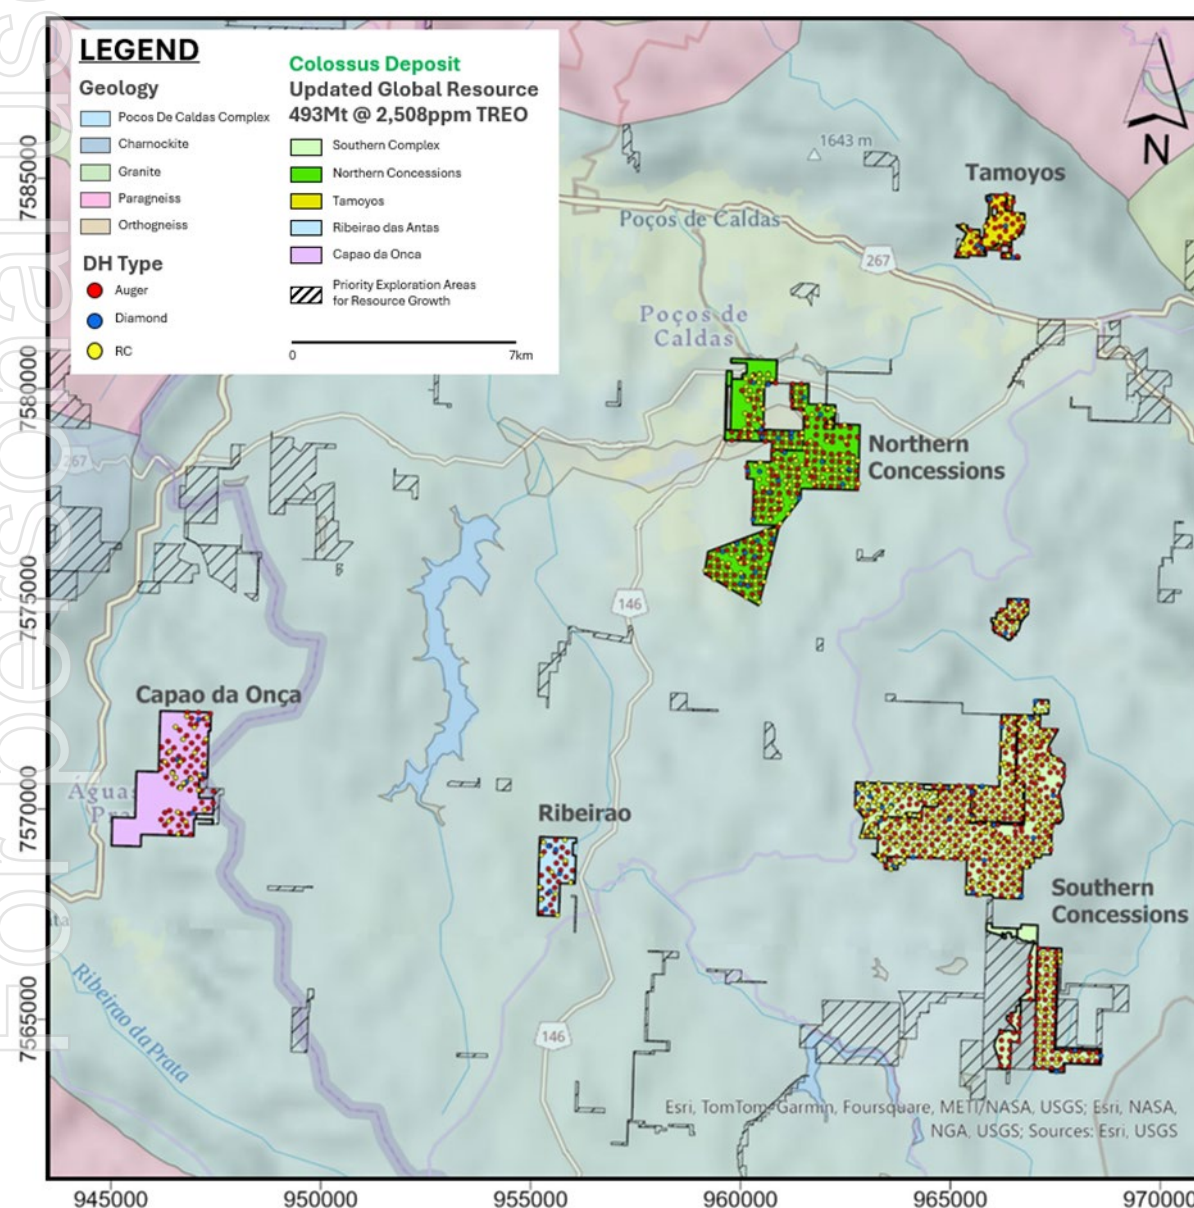 LEGEND
Geology
Pocos De Caldas Complex
Charnockite
Granite
Paragneiss
Orthogneiss
DH Type
Auger
Diamond
RC
Colossus Deposit
Updated Global Resource
493Mt @ 2,508ppm TREO
Southern Complex
Northern Concessions
Tamoyos
Ribeirao das Antas
Capao da Onca
Priority Exploration Areas
for Resource Growth
0 7km
N
1643 m
Tamoyos
Poços de Caldas
267
Poços de
Caldas
Northern
Concessions
267
146
Capao da Onça
Ribeirao
Southern
Concessions
Ribeirao da Prata
146
Esri, TomTom, Garmin, Foursquare, METI/NASA, USGS; Esri, NASA,
NGA, USGS; Sources: Esri, USGS
7585000
7580000
7575000
7570000
7565000
945000 950000 955000 960000 965000 970000
For personal use